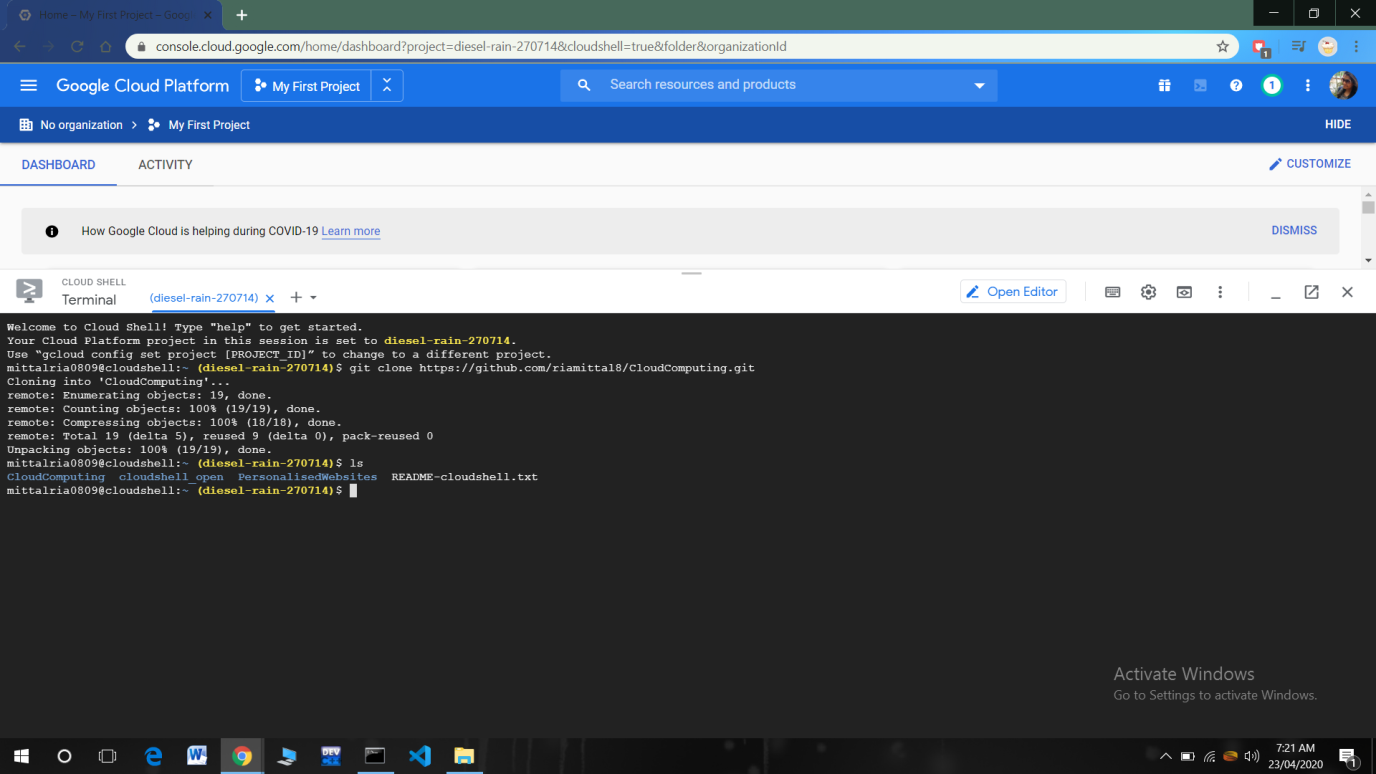 Home – My First Project – Googl
console.cloud.google.com/home/dashboard?project=diesel-rain-270714&cloudshell=true&folder&organizationId
1
Google Cloud Platform
My First Project
Search resources and products
1
No organization
My First Project
HIDE
DASHBOARD
ACTIVITY
CUSTOMIZE
How Google Cloud is helping during COVID-19 Learn more
DISMISS
CLOUD SHELL
Terminal
(diesel-rain-270714)
Open Editor
Welcome to Cloud Shell! Type "help" to get started.
Your Cloud Platform project in this session is set to diesel-rain-270714.
Use “gcloud config set project [PROJECT_ID]” to change to a different project.
mittalria0809@cloudshell:~ (diesel-rain-270714)$ git clone https://github.com/riamittal8/CloudComputing.git
Cloning into 'CloudComputing'...
remote: Enumerating objects: 19, done.
remote: Counting objects: 100% (19/19), done.
remote: Compressing objects: 100% (18/18), done.
remote: Total 19 (delta 5), reused 9 (delta 0), pack-reused 0
Unpacking objects: 100% (19/19), done.
mittalria0809@cloudshell:~ (diesel-rain-270714)$ ls
CloudComputing cloudshell_open PersonalisedWebsites README-cloudshell.txt
mittalria0809@cloudshell:~ (diesel-rain-270714)$
Activate Windows
Go to Settings to activate Windows.
DEV
7:21 AM
23/04/2020
1